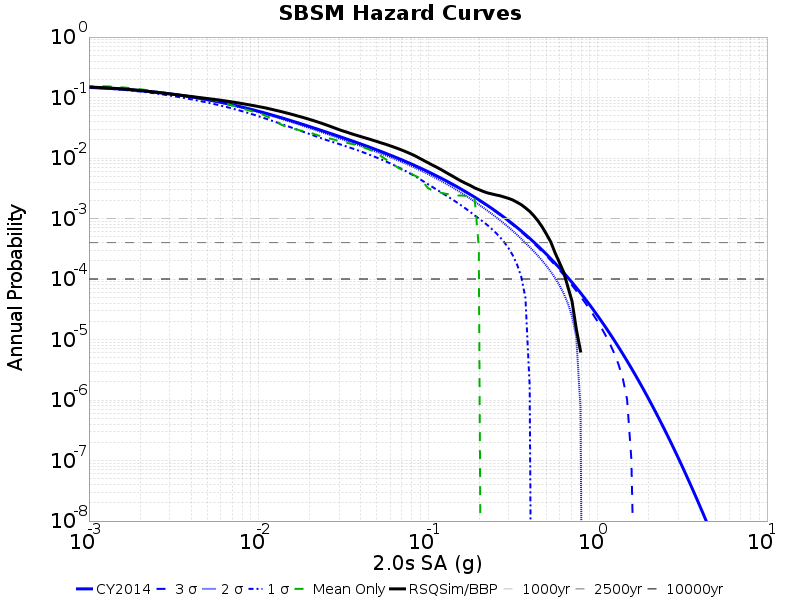 SBSM Hazard Curves
Annual Probability
10^0
10^-1
10^-2
10^-3
10^-4
10^-5
10^-6
10^-7
10^-8
10^-3 10^-2 10^-1 10^0 10^1
2.0s SA (g)
CY2014 3 σ 2 σ 1 σ Mean Only RSQSim/BBP 1000yr 2500yr 10000yr